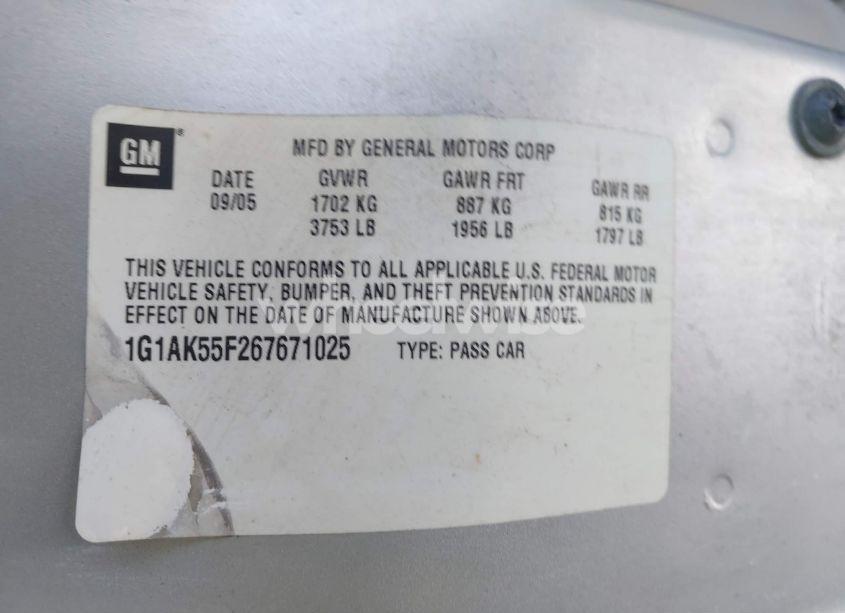 GM
MFD BY GENERAL MOTORS CORP
DATE GVWR GAWR FRT GAWR RR
09/05 1702 KG 887 KG 815 KG
3753 LB 1956 LB 1797 LB
THIS VEHICLE CONFORMS TO ALL APPLICABLE U.S. FEDERAL MOTOR
VEHICLE SAFETY, BUMPER, AND THEFT PREVENTION STANDARDS IN
EFFECT ON THE DATE OF MANUFACTURE SHOWN ABOVE.
wheelwise
1G1AK55F267671025 TYPE: PASS CAR